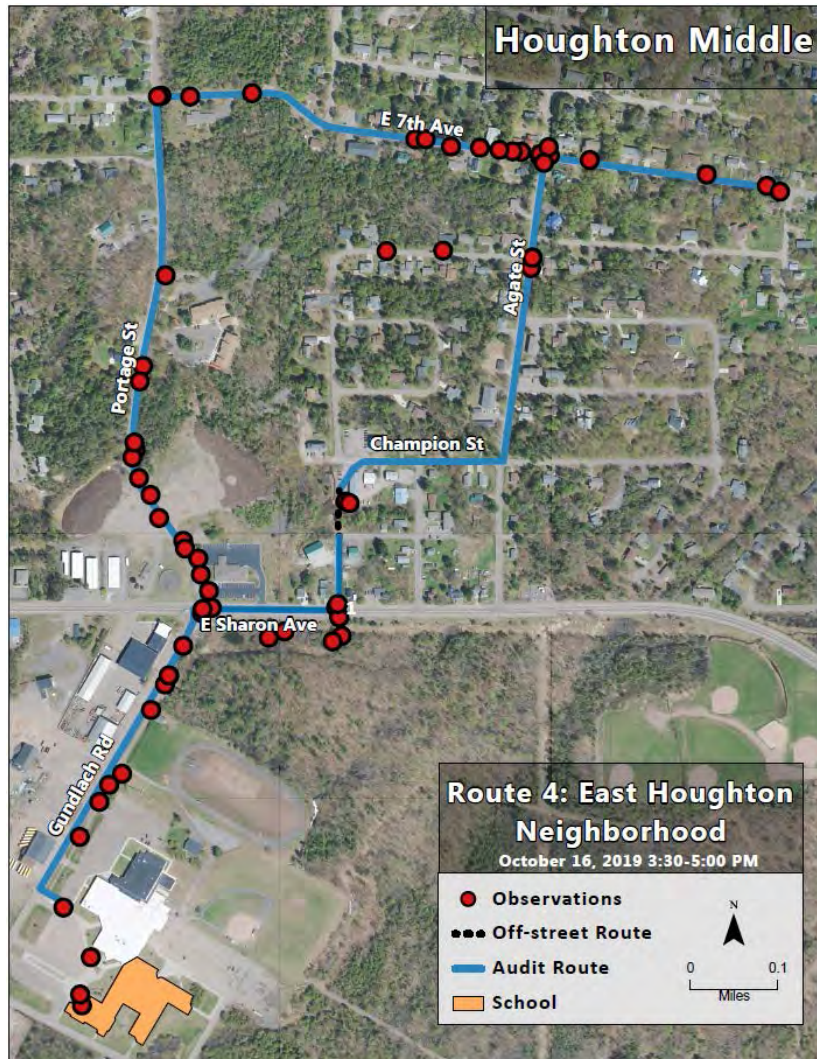 Houghton Middle
E 7th Ave
Agate St
Portage St
Champion St
1
E Sharon Ave
Gundlach Rd
Route 4: East Houghton
Neighborhood
October 16, 2019 3:30-5:00 PM
Observations
Off-street Route
Audit Route
School
N
0 0.1
Miles